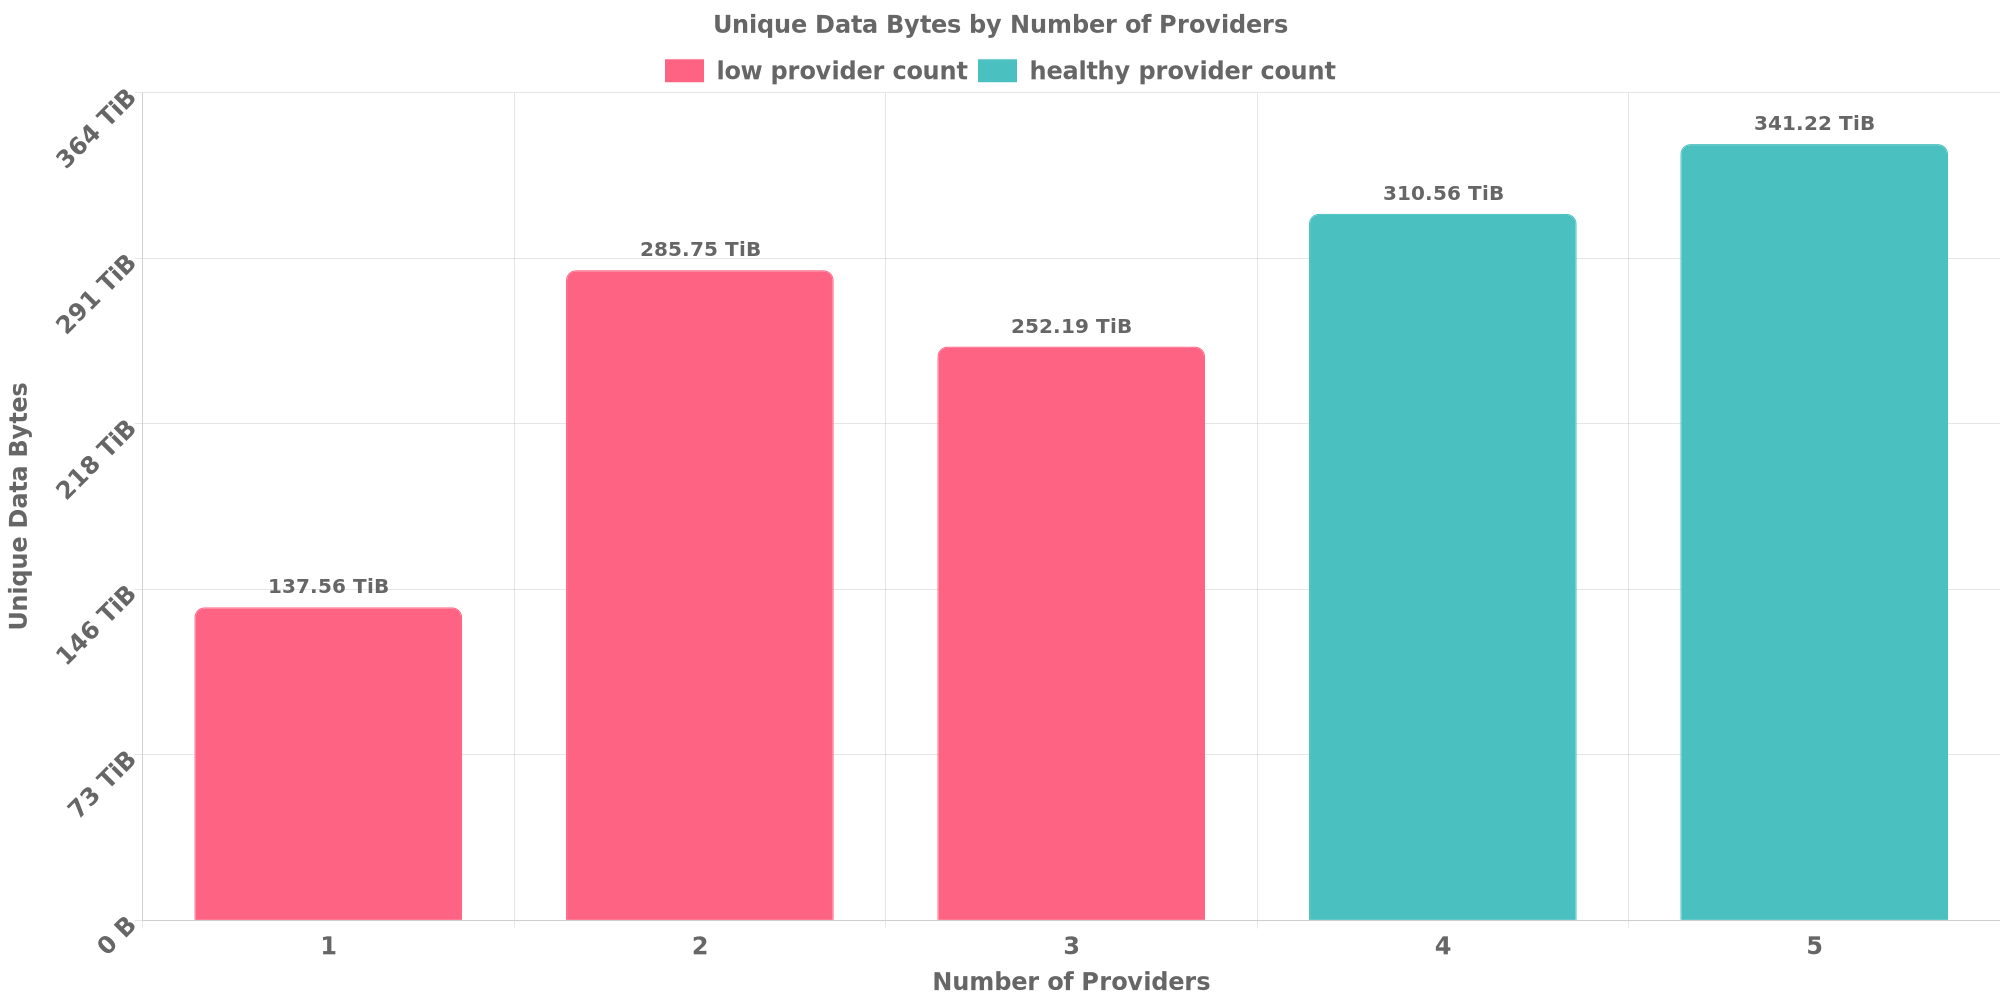 Unique Data Bytes by Number of Providers
low provider count
healthy provider count
364 TiB
291 TiB
218 TiB
146 TiB
73 TiB
0 B
Unique Data Bytes
137.56 TiB
285.75 TiB
252.19 TiB
310.56 TiB
341.22 TiB
1
2
3
4
5
Number of Providers